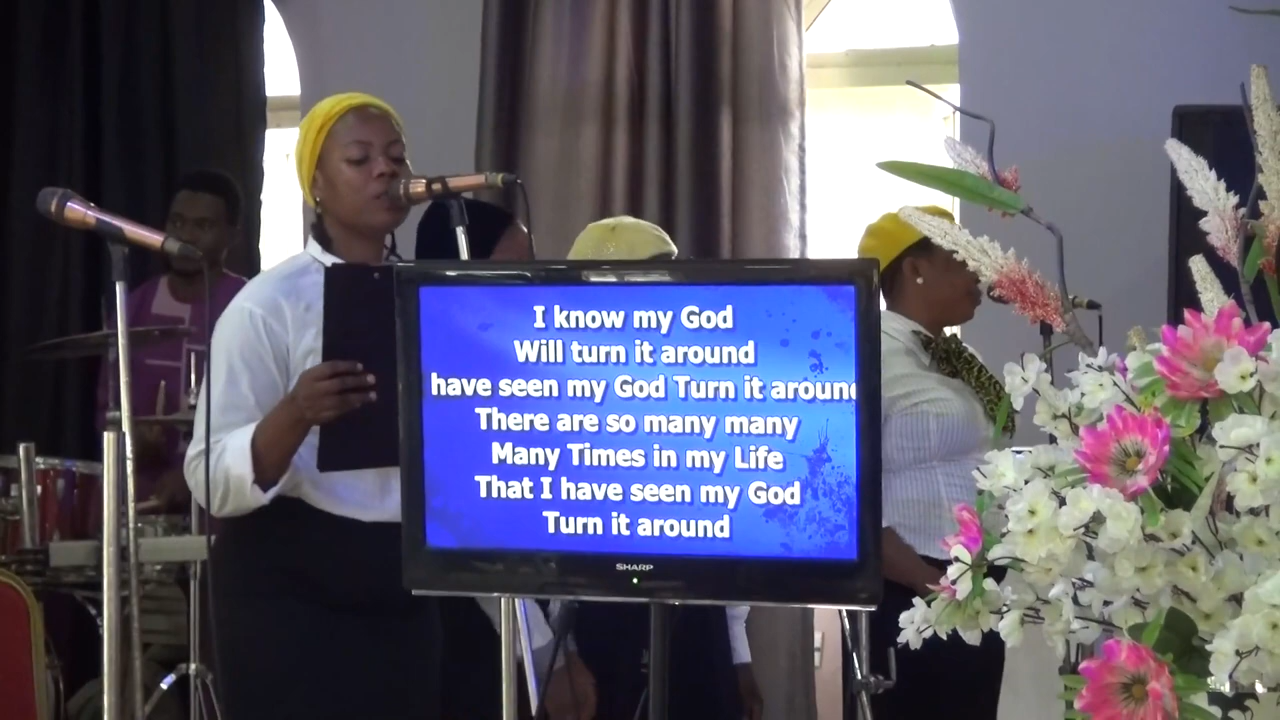 I know my God
Will turn it around
have seen my God Turn it around
There are so many many
Many Times in my Life
That I have seen my God
Turn it around
SHARP